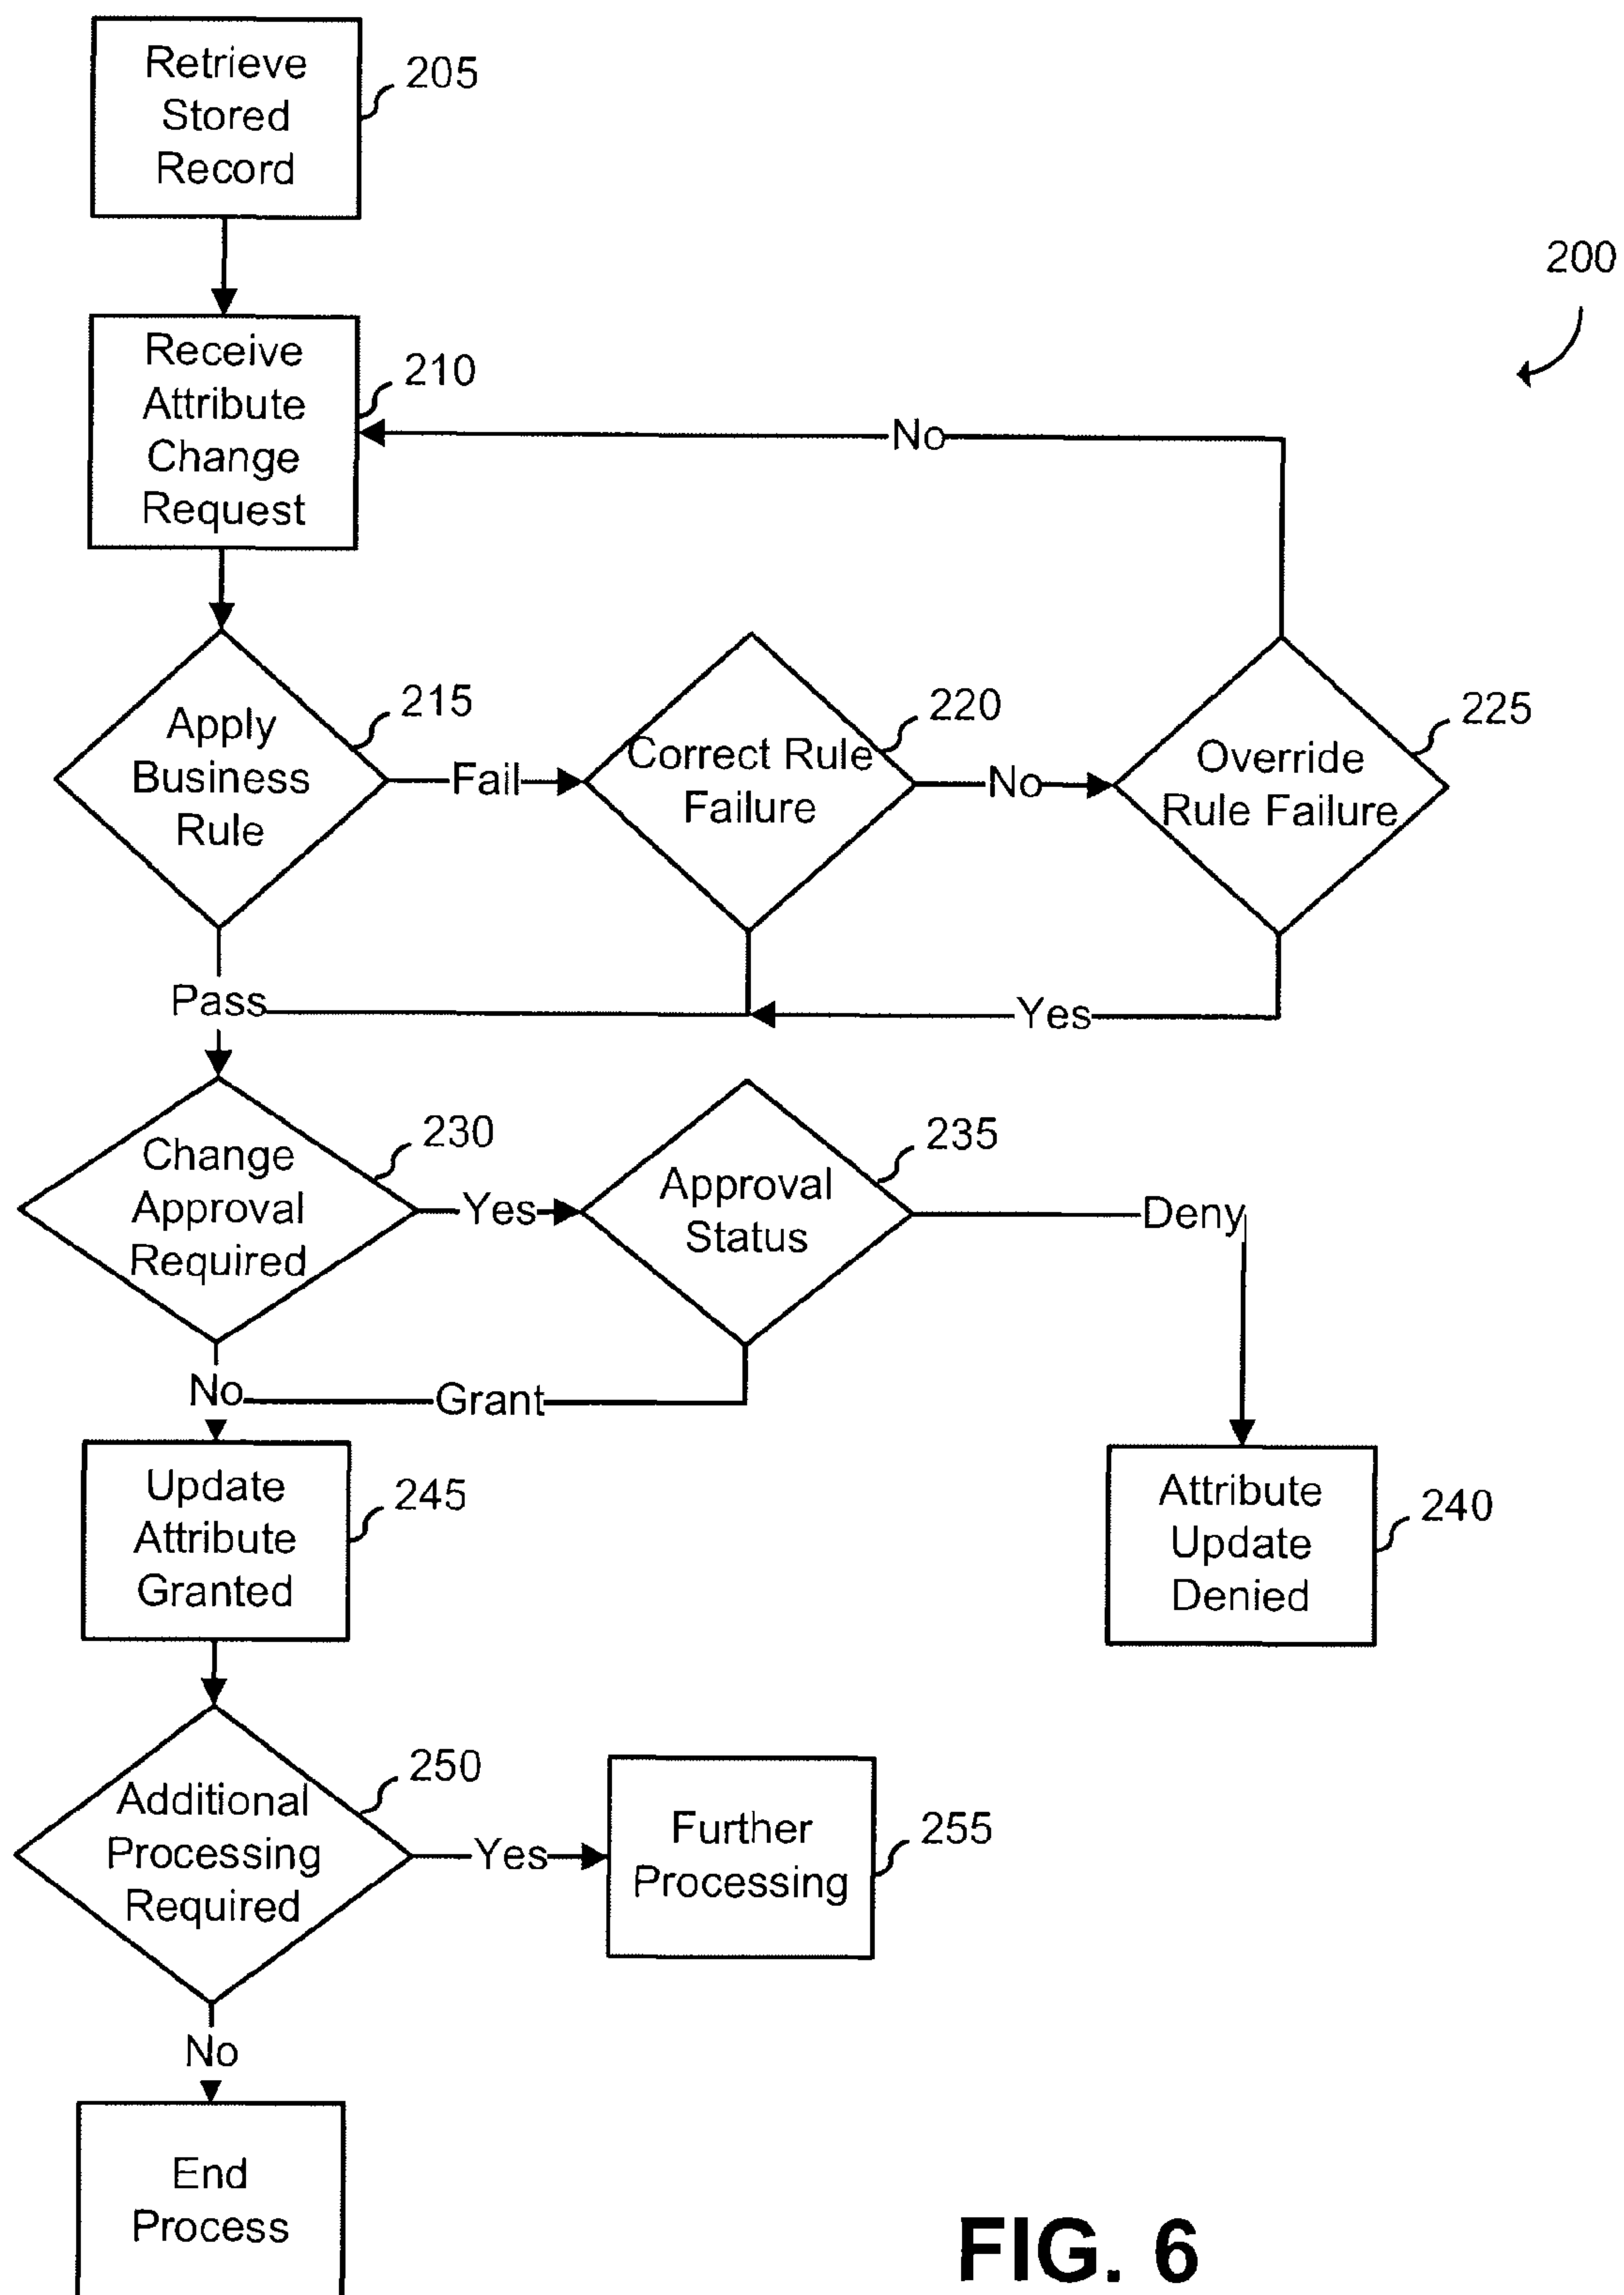 Retrieve
Stored
Record
205
200
Receive
Attribute
Change
Request
210
No
Apply
Business
Rule
215
Fail
Correct Rule
Failure
220
No
Override
Rule Failure
225
Pass
Yes
Change
Approval
Required
230
Yes
Approval
Status
235
Deny
No
Grant
Update
Attribute
Granted
245
Attribute
Update
Denied
240
Additional
Processing
Required
250
Yes
Further
Processing
255
No
End
Process
FIG. 6